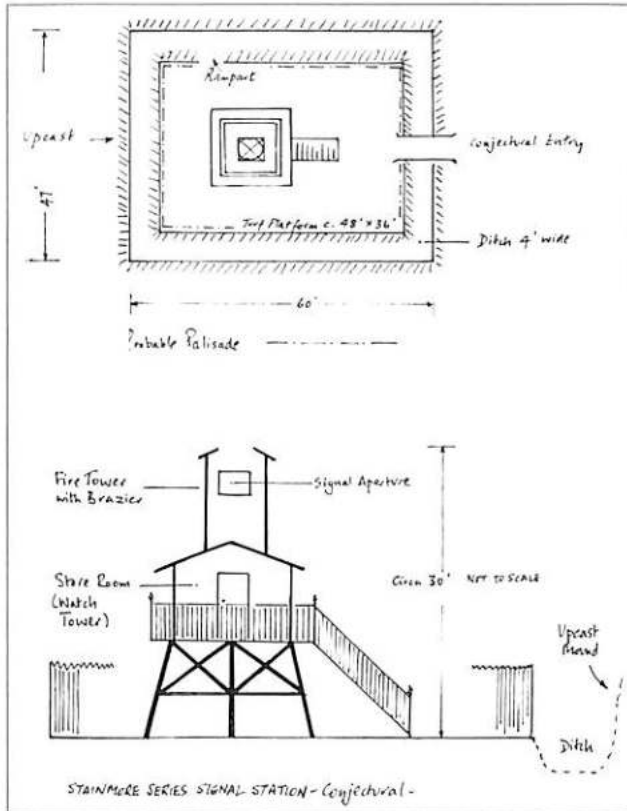 Rampart
Upcast
Conjectural Entry
47'
Turf Platform c. 48' × 36'
Ditch 4' wide
60'
Probable Palisade
Fire Tower
with Brazier
Signal Aperture
Store Room
(Watch
Tower)
Circa 30' NOT TO SCALE
Upcast
Mound
Ditch
STAINMORE SERIES SIGNAL STATION - Conjectural -